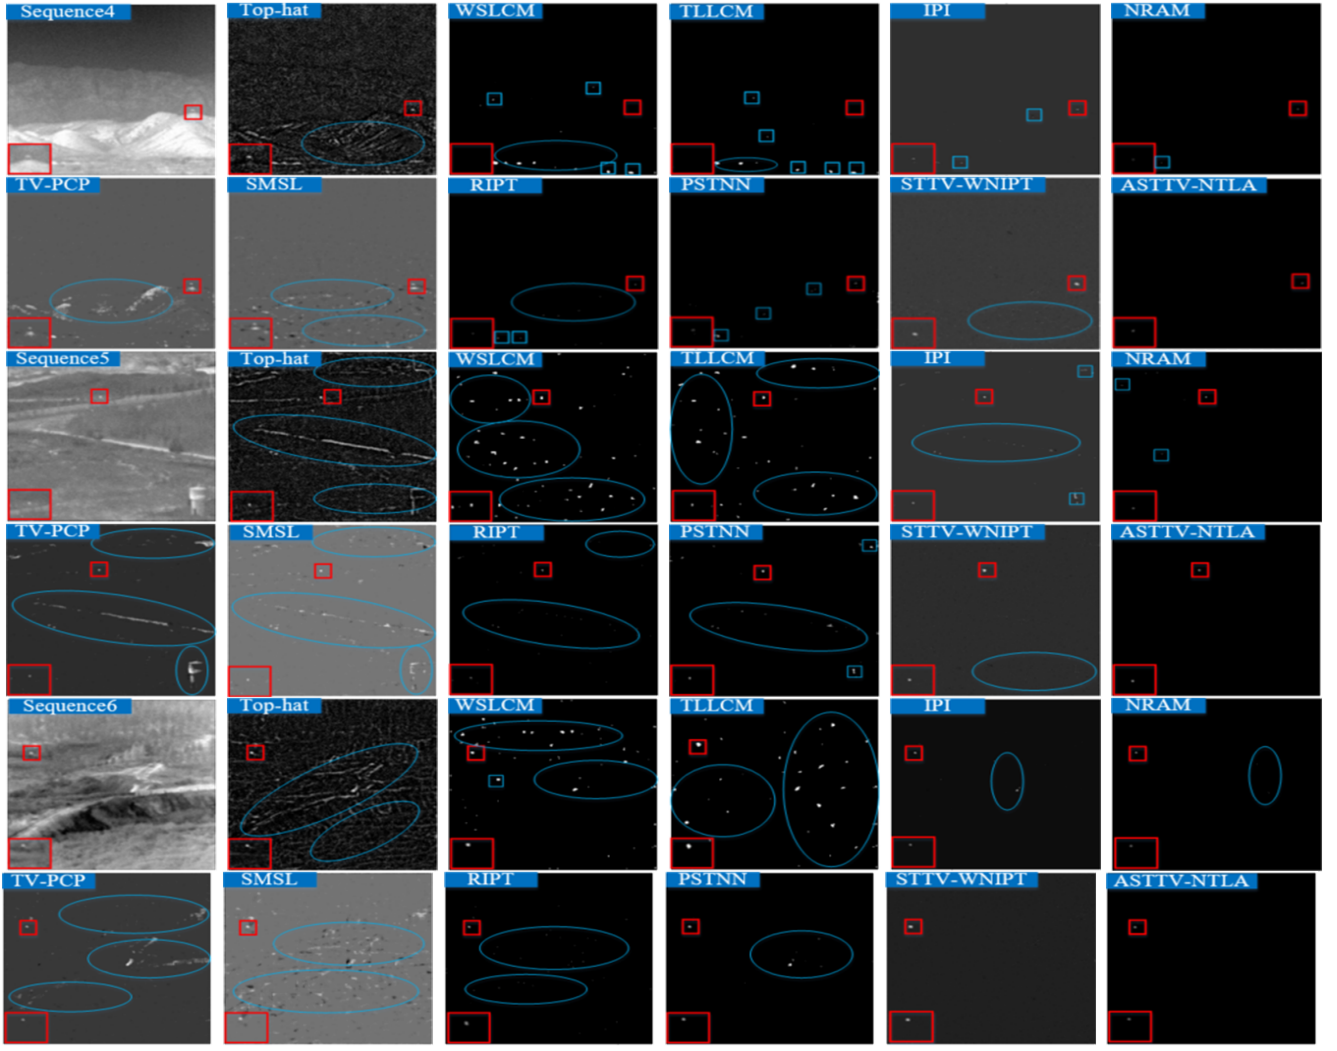 Sequence4 Top-hat WSLCM TLLCM IPI NRAM
TV-PCP SMSL RIPT PSTNN STTV-WNIPT ASTTV-NTLA
Sequence5 Top-hat WSLCM TLLCM IPI NRAM
TV-PCP SMSL RIPT PSTNN STTV-WNIPT ASTTV-NTLA
Sequence6 Top-hat WSLCM TLLCM IPI NRAM
TV-PCP SMSL RIPT PSTNN STTV-WNIPT ASTTV-NTLA